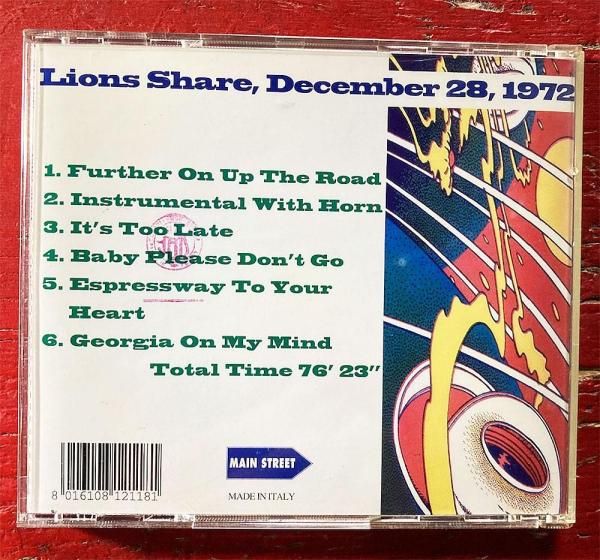 Lions Share, December 28, 1972
1. Further On Up The Road
2. Instrumental With Horn
3. It's Too Late
4. Baby Please Don't Go
5. Espressway To Your
Heart
6. Georgia On My Mind
Total Time 76' 23"
MAIN STREET
8 016108 121181
MADE IN ITALY